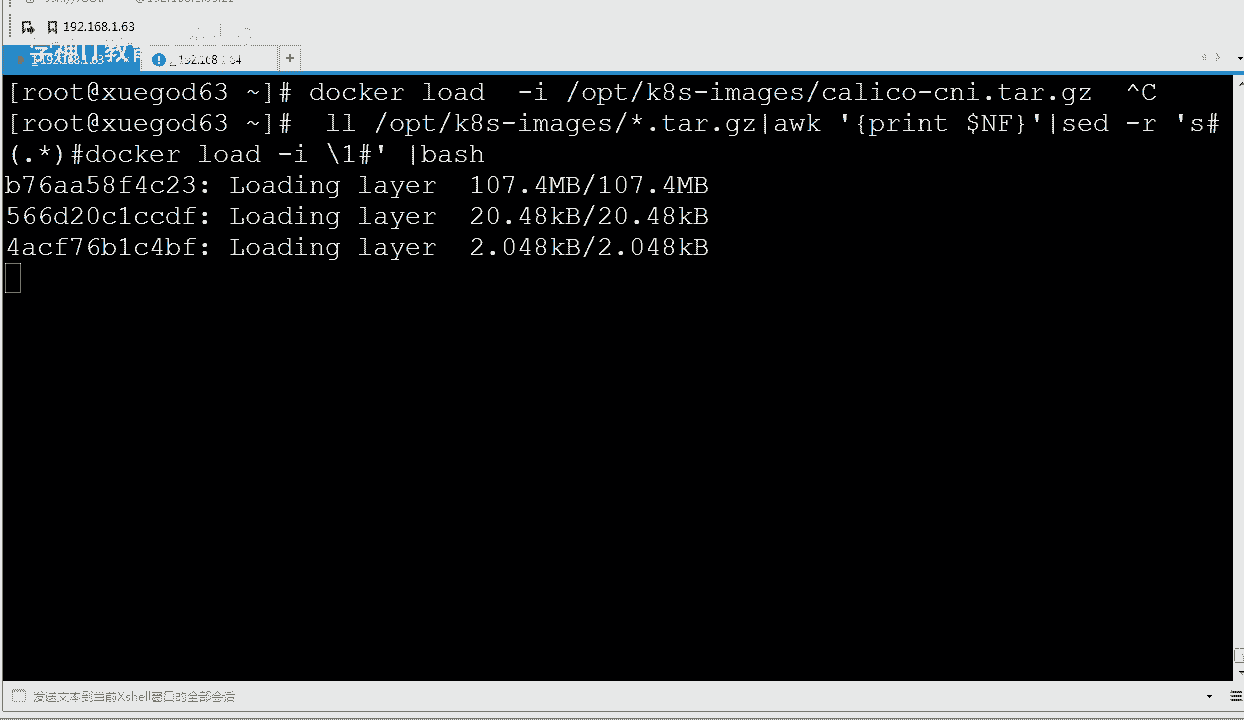 192.168.1.63
学神IT教育
192.168.1.63
192.168.1.64
[root@xuegod63 ~]# docker load  -i /opt/k8s-images/calico-cni.tar.gz  ^C
[root@xuegod63 ~]#  ll /opt/k8s-images/*.tar.gz|awk '{print $NF}'|sed -r 's#
(.*)#docker load -i \1#' |bash
b76aa58f4c23: Loading layer  107.4MB/107.4MB
566d20c1ccdf: Loading layer  20.48kB/20.48kB
4acf76b1c4bf: Loading layer  2.048kB/2.048kB
发送文本到当前Xshell窗口的全部会话